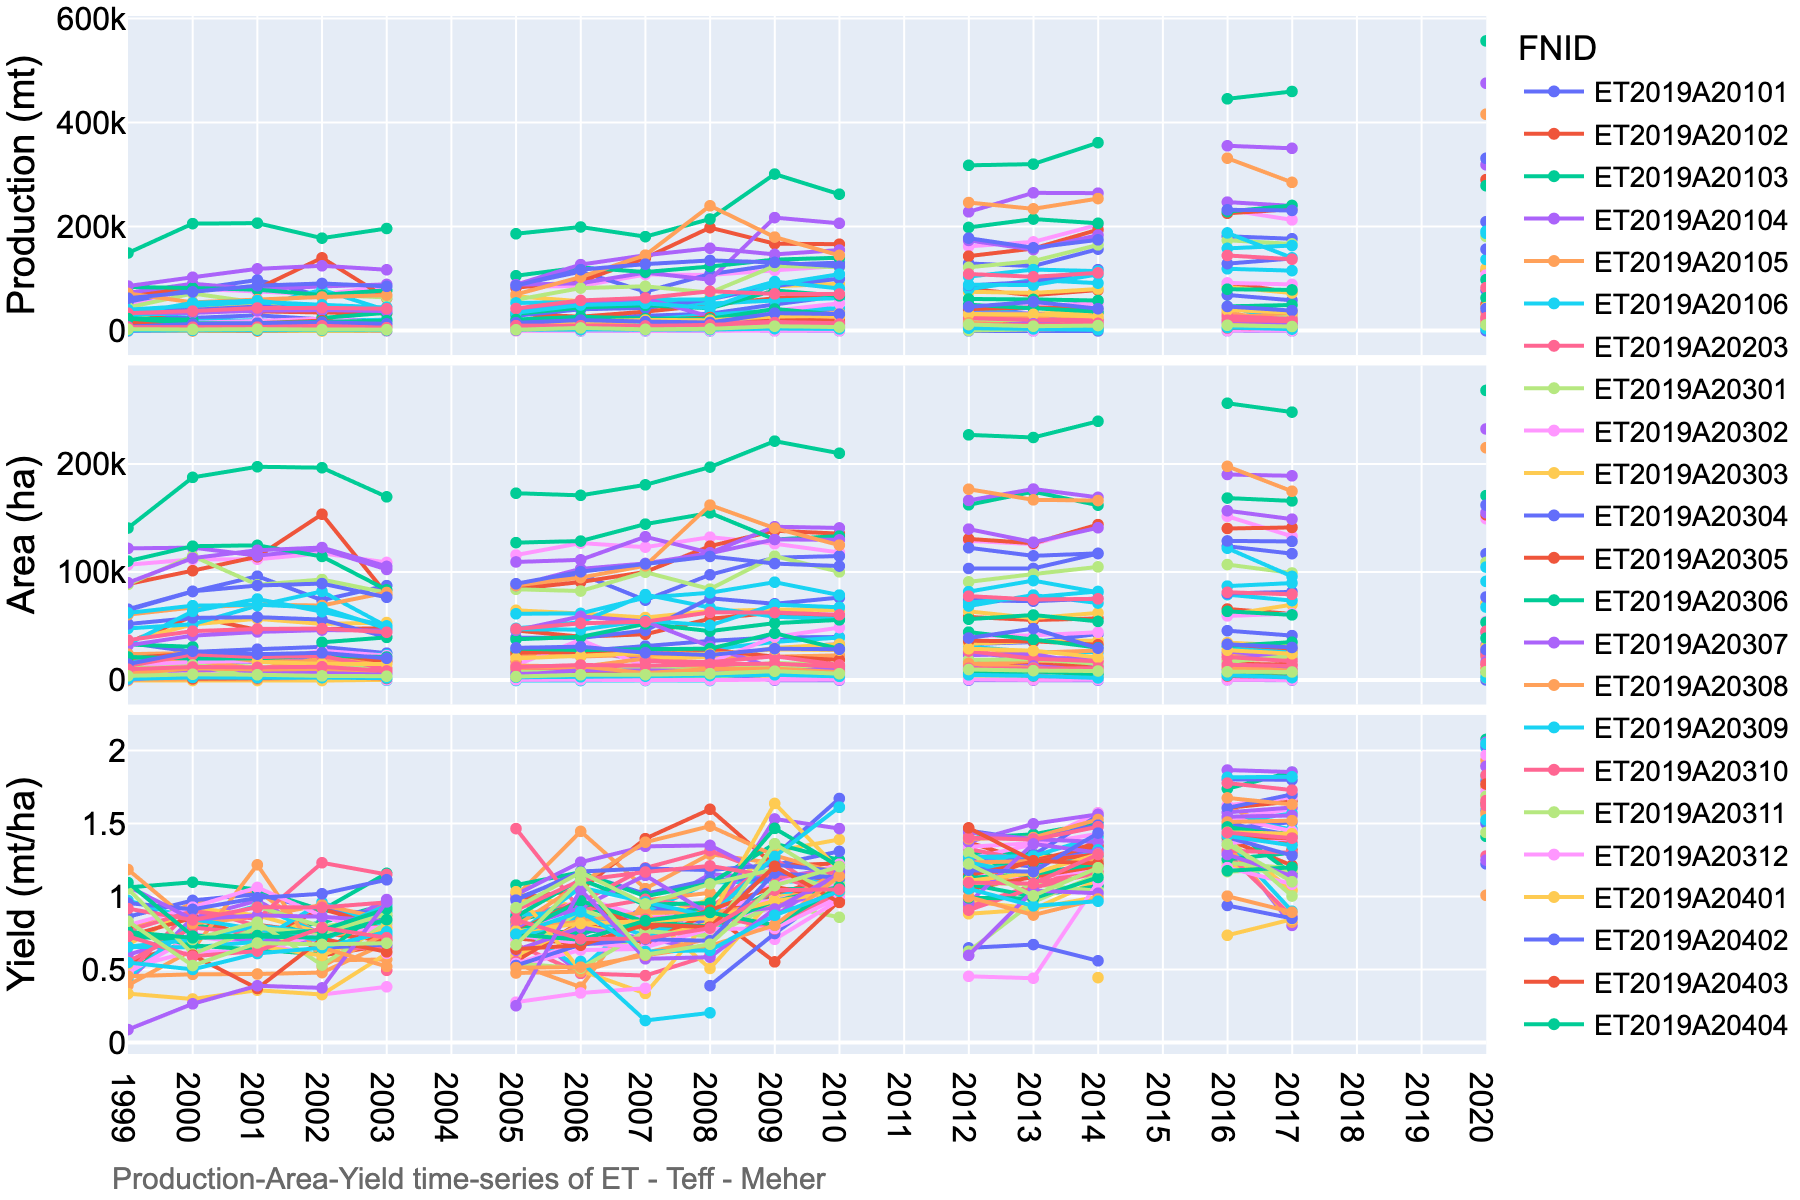 600k
400k
200k
0
Production (mt)
200k
100k
0
Area (ha)
2
1.5
1
0.5
0
Yield (mt/ha)
1999
2000
2001
2002
2003
2004
2005
2006
2007
2008
2009
2010
2011
2012
2013
2014
2015
2016
2017
2018
2019
2020
Production-Area-Yield time-series of ET - Teff - Meher
FNID
ET2019A20101
ET2019A20102
ET2019A20103
ET2019A20104
ET2019A20105
ET2019A20106
ET2019A20203
ET2019A20301
ET2019A20302
ET2019A20303
ET2019A20304
ET2019A20305
ET2019A20306
ET2019A20307
ET2019A20308
ET2019A20309
ET2019A20310
ET2019A20311
ET2019A20312
ET2019A20401
ET2019A20402
ET2019A20403
ET2019A20404